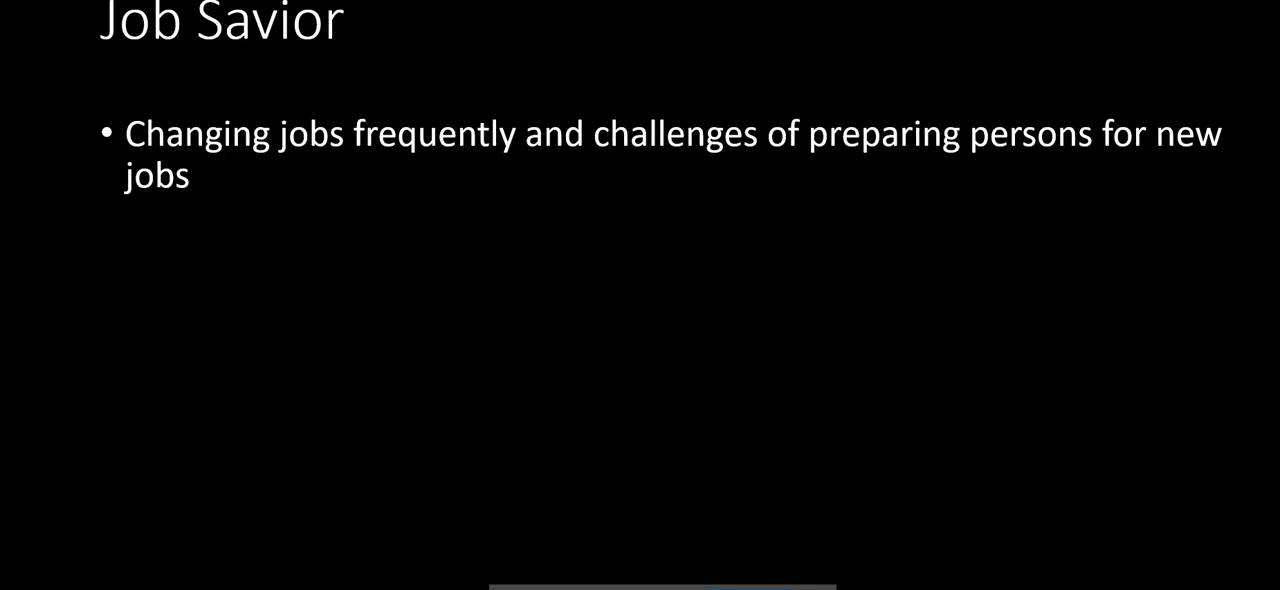 Job Savior
• Changing jobs frequently and challenges of preparing persons for new
jobs